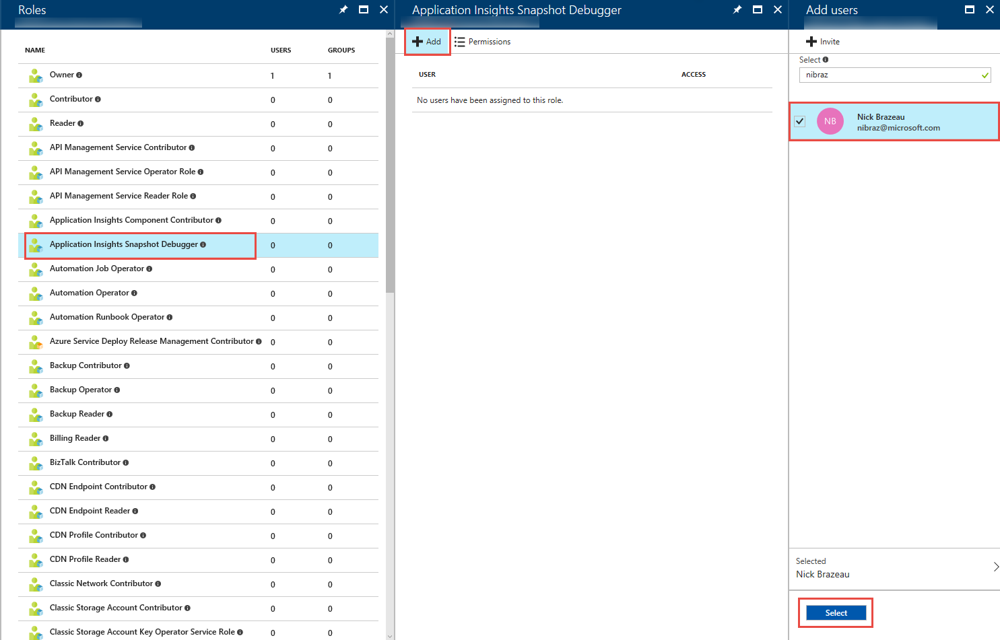 Roles
NAME USERS GROUPS
Owner 1 1
Contributor 0 0
Reader 0 0
API Management Service Contributor 0 0
API Management Service Operator Role 0 0
API Management Service Reader Role 0 0
Application Insights Component Contributor 0 0
Application Insights Snapshot Debugger 0 0
Automation Job Operator 0 0
Automation Operator 0 0
Automation Runbook Operator 0 0
Azure Service Deploy Release Management Contributor 0 0
Backup Contributor 0 0
Backup Operator 0 0
Backup Reader 0 0
Billing Reader 0 0
BizTalk Contributor 0 0
CDN Endpoint Contributor 0 0
CDN Endpoint Reader 0 0
CDN Profile Contributor 0 0
CDN Profile Reader 0 0
Classic Network Contributor 0 0
Classic Storage Account Contributor 0 0
Classic Storage Account Key Operator Service Role 0 0
Application Insights Snapshot Debugger
Add Permissions
USER ACCESS
No users have been assigned to this role.
Add users
Invite
Select
nibraz
NB
Nick Brazeau
nibraz@microsoft.com
Selected
Nick Brazeau
Select